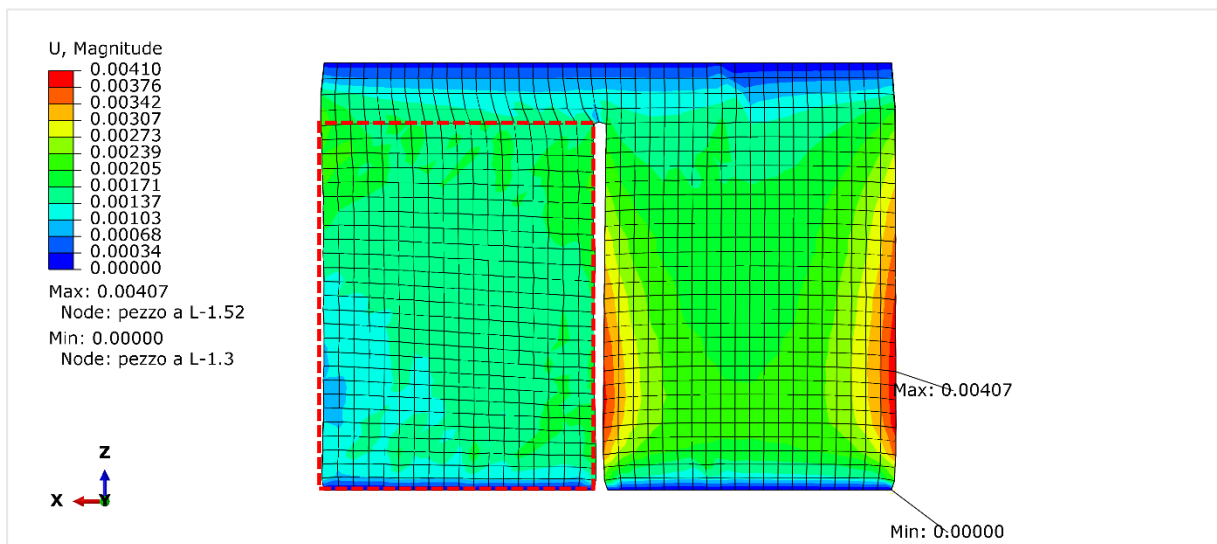 U, Magnitude
0.00410
0.00376
0.00342
0.00307
0.00273
0.00239
0.00205
0.00171
0.00137
0.00103
0.00068
0.00034
0.00000
Max: 0.00407
Node: pezzo a L-1.52
Min: 0.00000
Node: pezzo a L-1.3
Max: 0.00407
Z
X
Y
Min: 0.00000